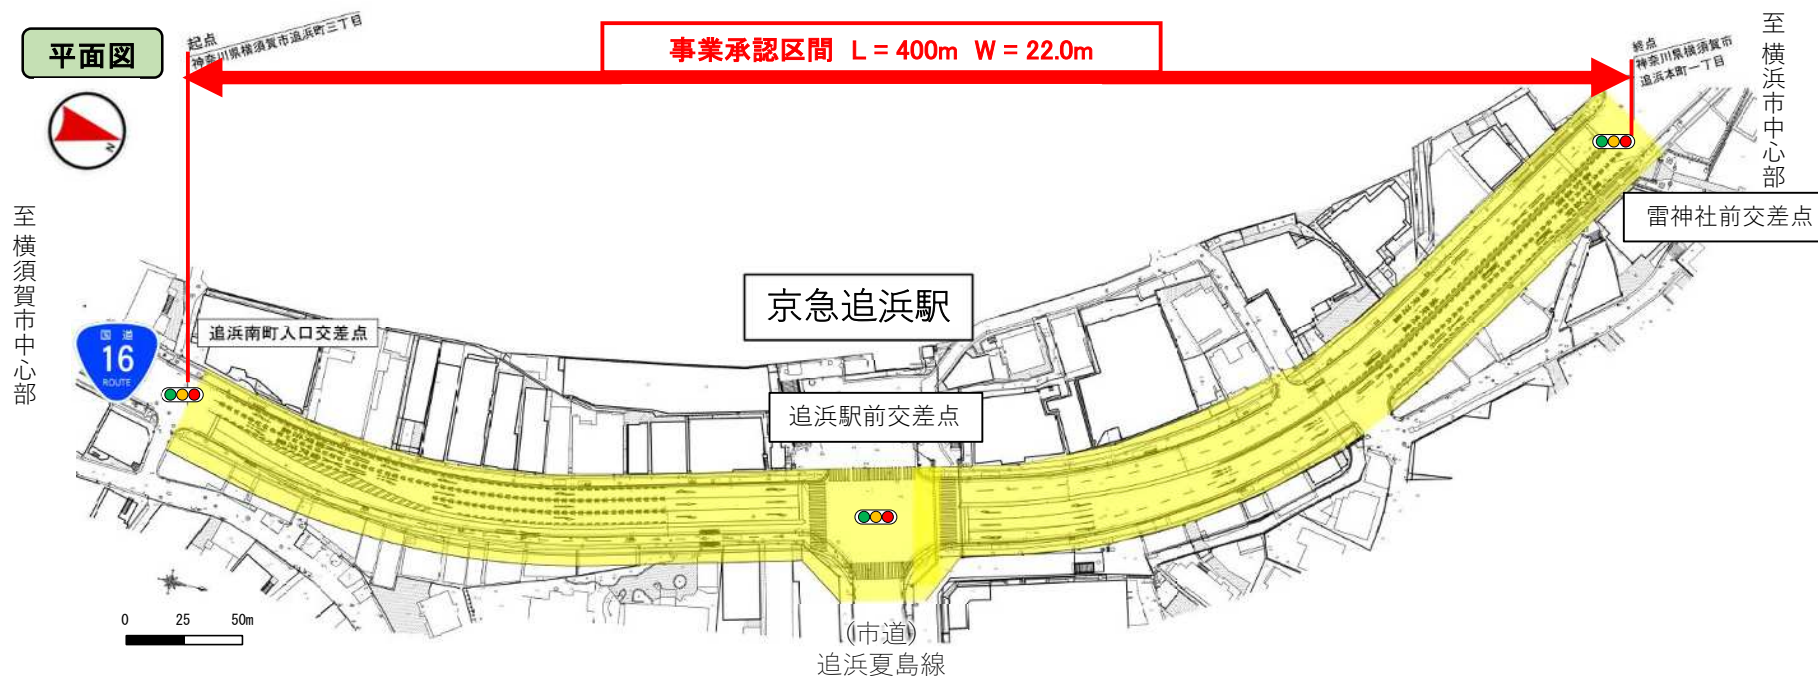 平面図
起点
神奈川県横須賀市追浜町三丁目
事業承認区間 L = 400m W = 22.0m
終点
神奈川県横須賀市
追浜本町一丁目
至 横浜市中心部
N
至 横須賀市中心部
雷神社前交差点
京急追浜駅
国道
16
ROUTE
追浜南町入口交差点
追浜駅前交差点
0 25 50m
(市道)
追浜夏島線